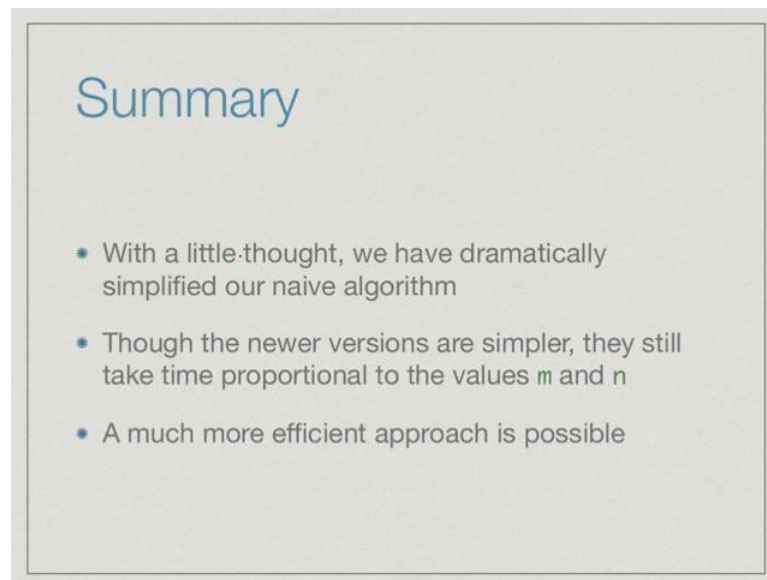 Summary
With a little thought, we have dramatically
simplified our naive algorithm
Though the newer versions are simpler, they still
take time proportional to the values m and n
A much more efficient approach is possible